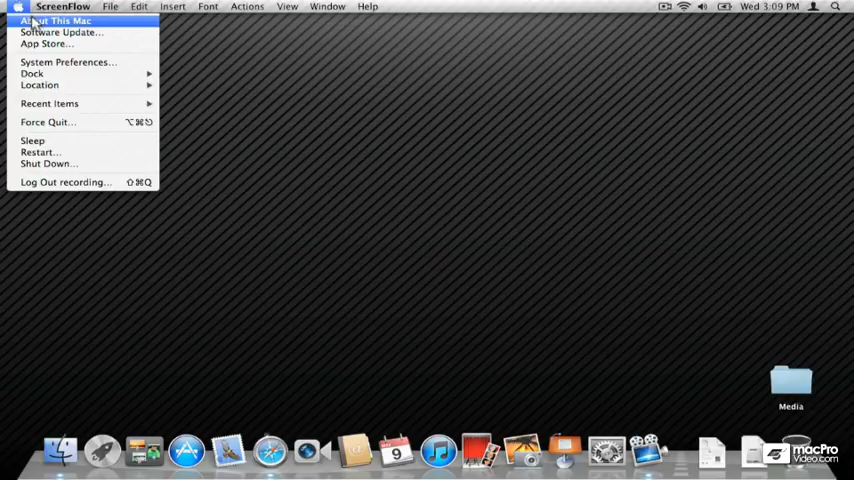 ScreenFlow File Edit Insert Font Actions View Window Help Wed 3:09 PM
About This Mac
Software Update...
App Store...
System Preferences...
Dock
Location
Recent Items
Force Quit... ⌥⌘⎋
Sleep
Restart...
Shut Down...
Log Out recording... ⇧⌘Q
Media
9
macPro
Video.com